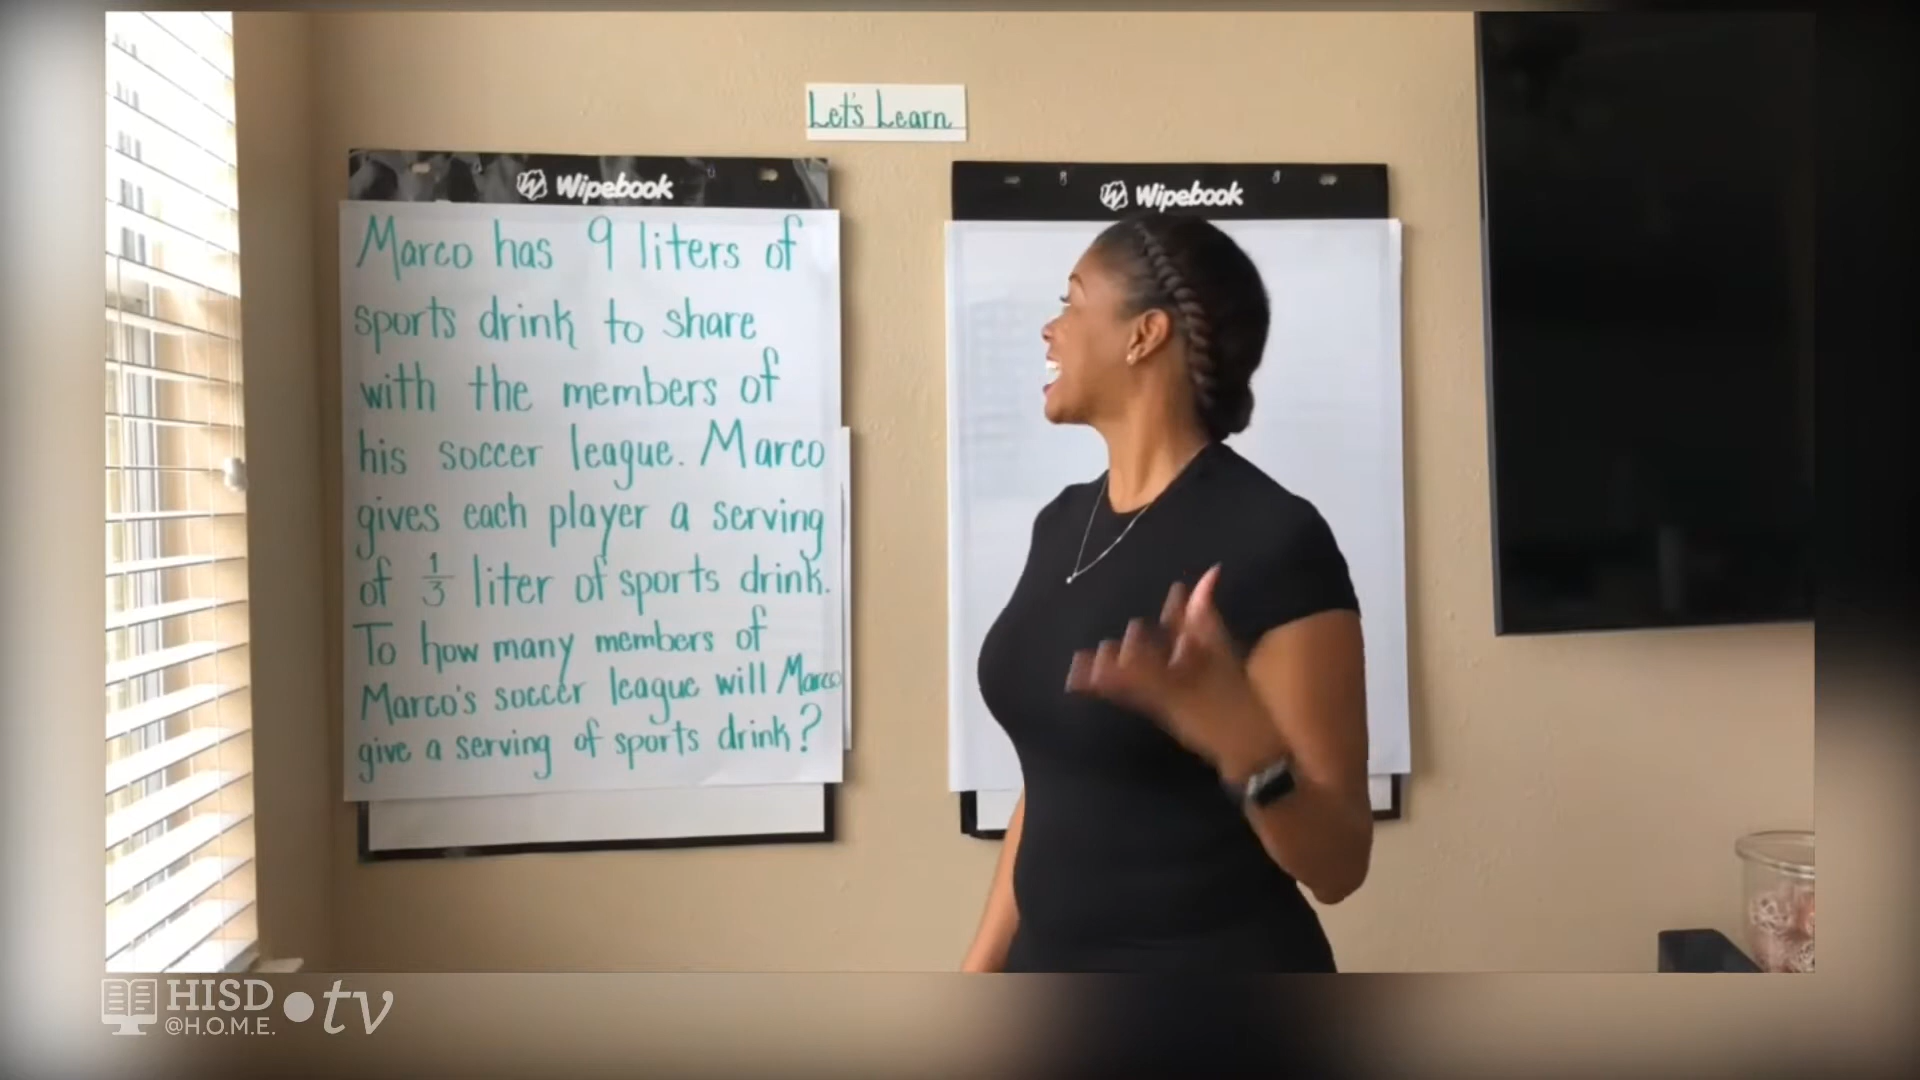 Let's Learn
Wipebook
Marco has 9 liters of
sports drink to share
with the members of
his soccer league. Marco
gives each player a serving
of 1/3 liter of sports drink.
To how many members of
Marco's soccer league will Marco
give a serving of sports drink?
Wipebook
HISD
@H.O.M.E.
•tv